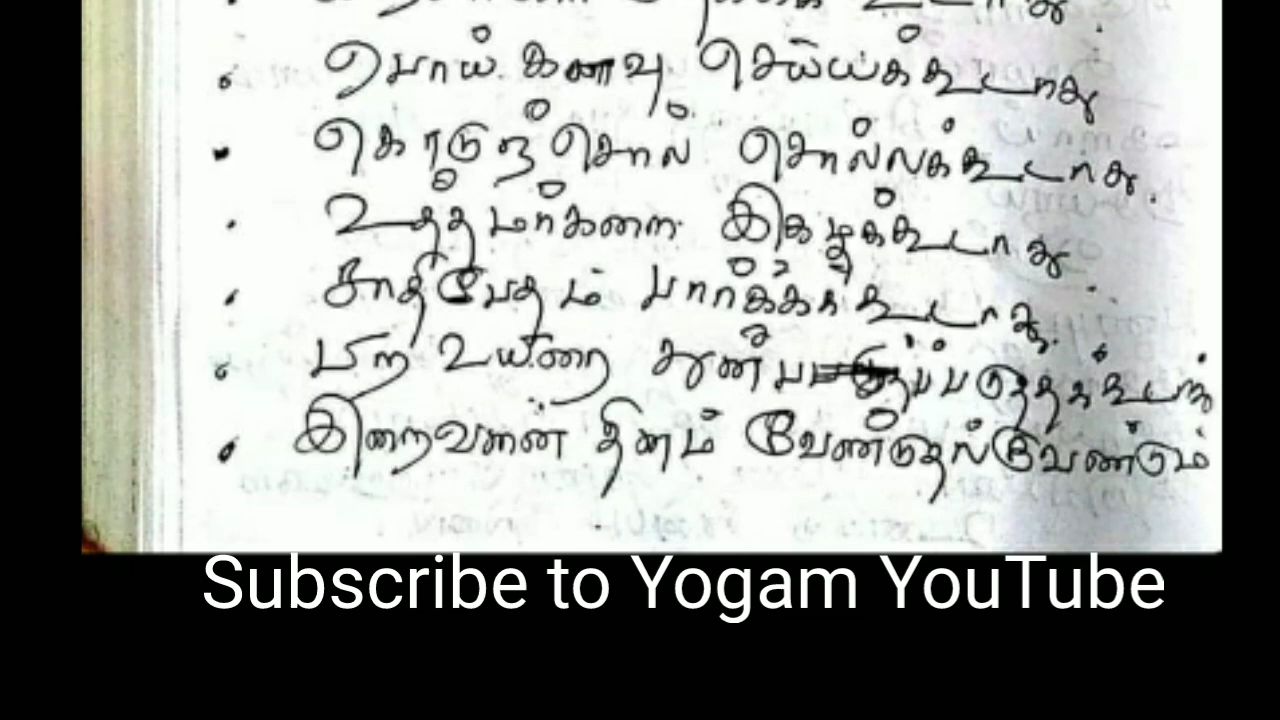 கூடாது.
பொய் களவு செய்யக்கூடாது
கொடுஞ்சொல் சொல்லக்கூடாது.
உத்தமர்களை இகழக்கூடாது
சாதிபேதம் பார்க்கக்கூடாது.
பிற உயிரை துன்பப்படுத்தக்கூடாது
இறைவனை தினம் வேண்டுதல்வேண்டும்
Subscribe to Yogam YouTube